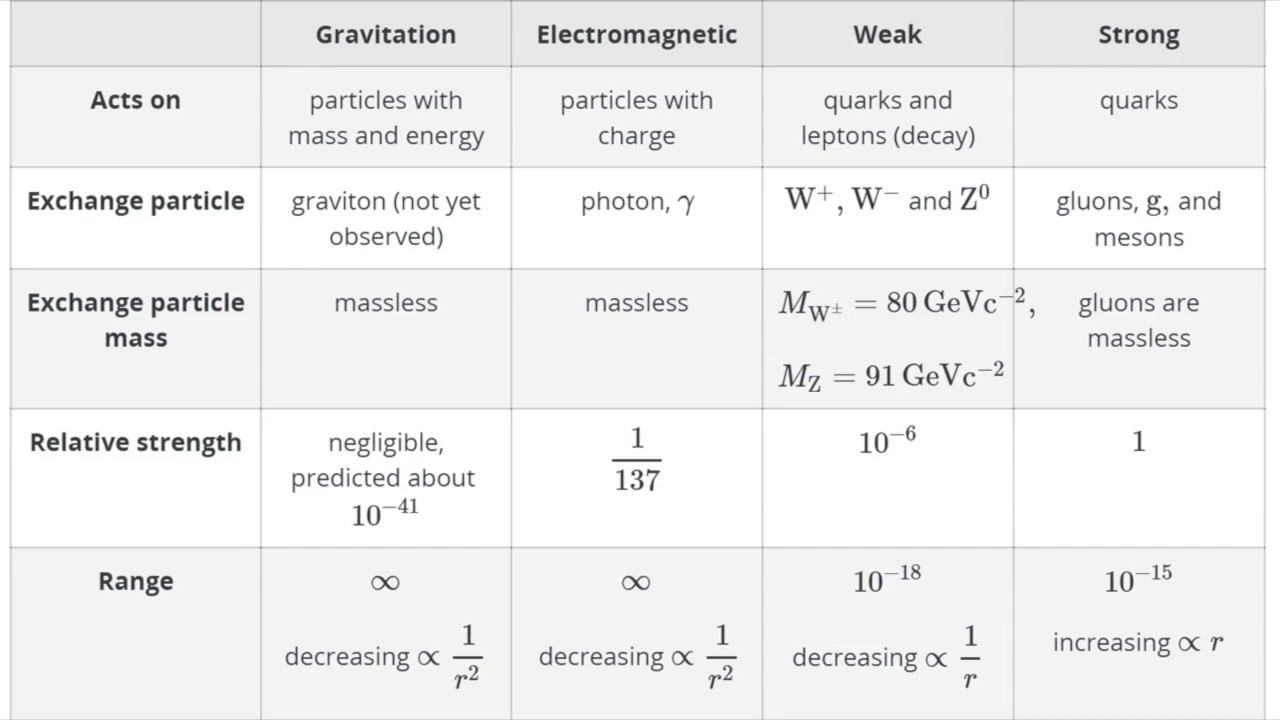 Gravitation Electromagnetic Weak Strong
Acts on particles with particles with quarks and quarks
mass and energy charge leptons (decay)
Exchange particle graviton (not yet photon, γ W⁺, W⁻ and Z⁰ gluons, g, and
observed) mesons
Exchange particle massless massless M_W± = 80 GeVc⁻², gluons are
mass massless
M_Z = 91 GeVc⁻²
Relative strength negligible, 1/137 10⁻⁶ 1
predicted about
10⁻⁴¹
Range ∞ ∞ 10⁻¹⁸ 10⁻¹⁵
decreasing ∝ 1/r² decreasing ∝ 1/r² decreasing ∝ 1/r increasing ∝ r